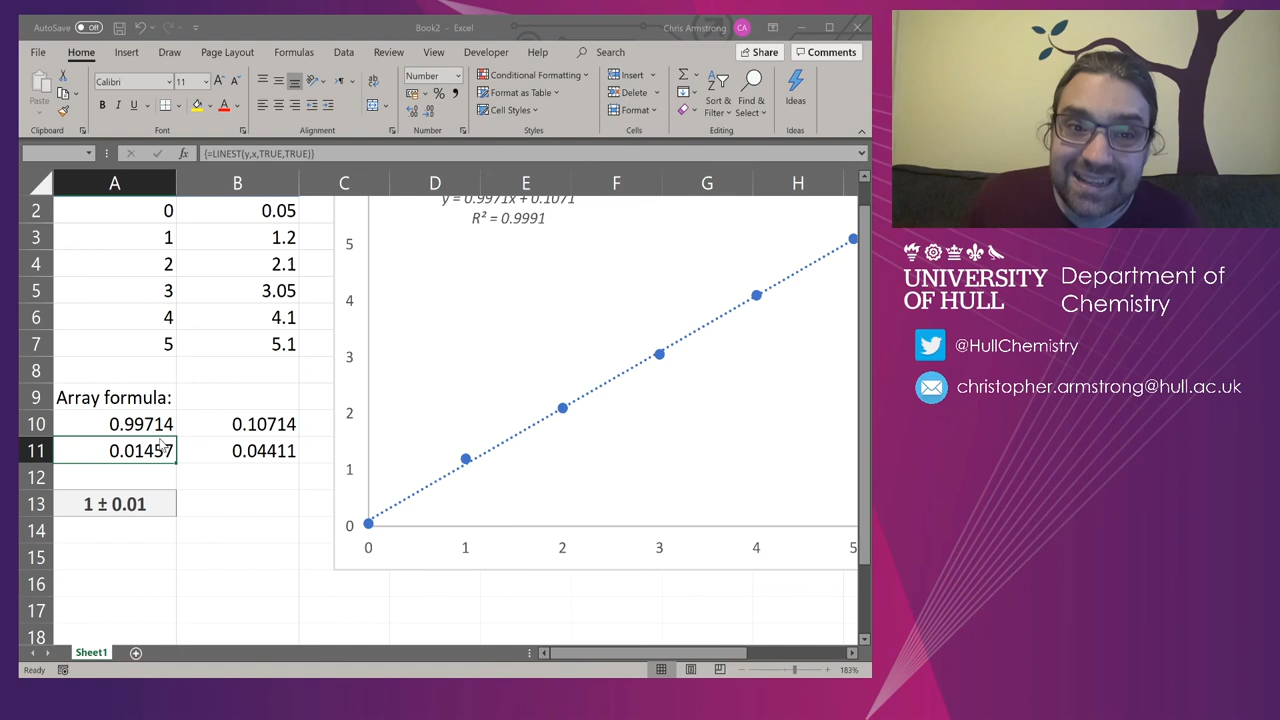 AutoSave Off Book2 - Excel Chris Armstrong CA
File Home Insert Draw Page Layout Formulas Data Review View Developer Help Search Share Comments
Paste Calibri 11 Number Conditional Formatting Insert Sort & Filter Find & Select Ideas
Format as Table Delete
B I U Cell Styles Format
Clipboard Font Alignment Number Styles Cells Editing Ideas
fx {=LINEST(y,x,TRUE,TRUE)}
A B C D E F G H
2 0 0.05
3 1 1.2
4 2 2.1
5 3 3.05
6 4 4.1
7 5 5.1
8
9 Array formula:
10 0.99714 0.10714
11 0.01457 0.04411
12
13 1 ± 0.01
14
15
16
17
18
y = 0.9971x + 0.1071
R² = 0.9991
5
4
3
2
1
0
0 1 2 3 4 5
Sheet1
Ready 183%
UNIVERSITY OF HULL
Department of Chemistry
@HullChemistry
christopher.armstrong@hull.ac.uk